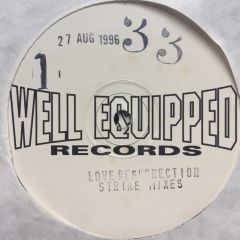 27 AUG 1996
33
1
WELL EQUIPPED
RECORDS
LOVE RESURRECTION
STRIKE MIXES